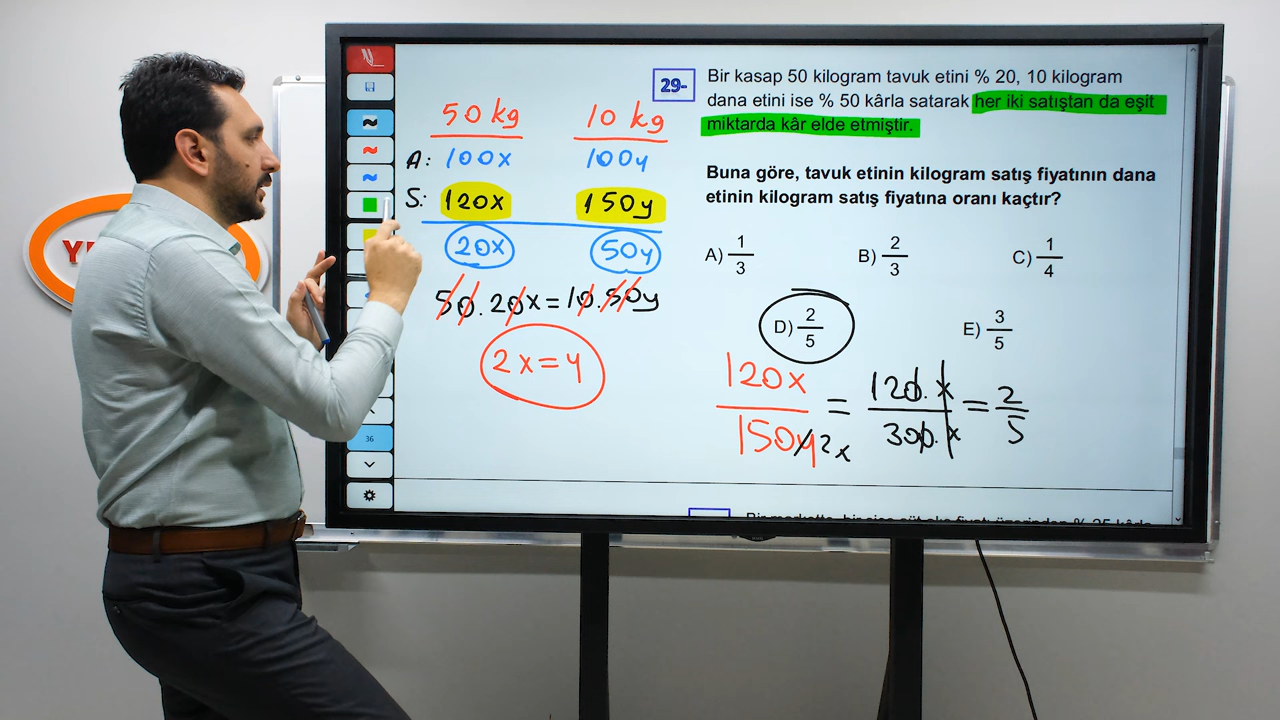 29-
Bir kasap 50 kilogram tavuk etini % 20, 10 kilogram
dana etini ise % 50 kârla satarak her iki satıştan da eşit
miktarda kâr elde etmiştir.
Buna göre, tavuk etinin kilogram satış fiyatının dana
etinin kilogram satış fiyatına oranı kaçtır?
A) 1/3 B) 2/3 C) 1/4
D) 2/5 E) 3/5
50 kg 10 kg
A: 100x 100y
S: 120x 150y
20x 50y
50.20x=10.50y
2x=y
120x/150y 2x = 120.x/300.x = 2/5
36